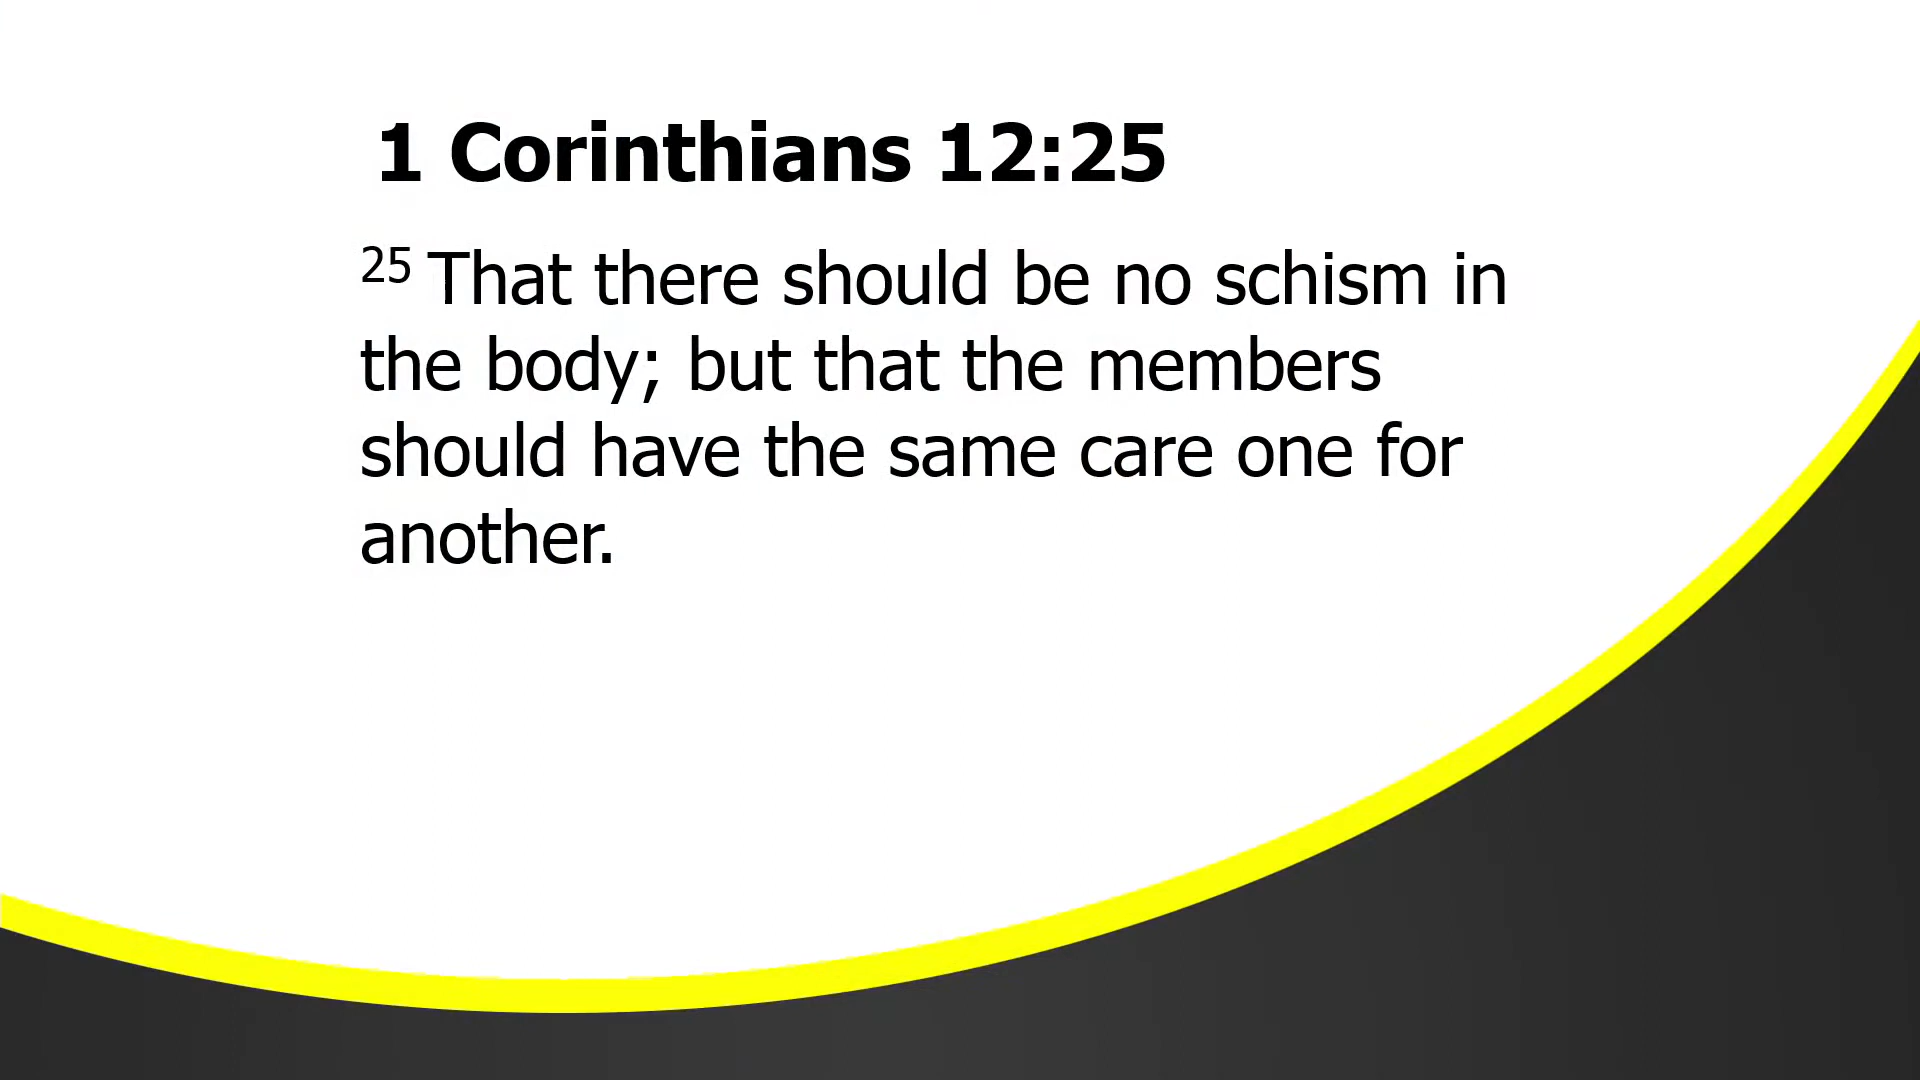 1 Corinthians 12:25
25 That there should be no schism in
the body; but that the members
should have the same care one for
another.